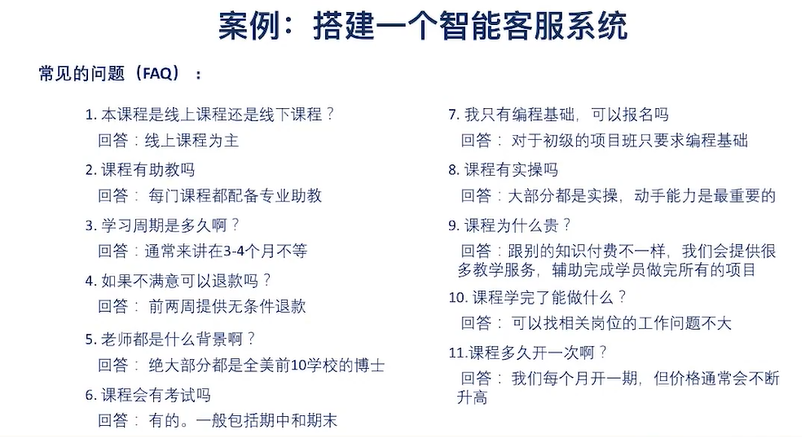 案例：搭建一个智能客服系统
常见的问题（FAQ）：
1. 本课程是线上课程还是线下课程？
回答：线上课程为主
2. 课程有助教吗
回答：每门课程都配备专业助教
3. 学习周期是多久啊？
回答：通常来讲在3-4个月不等
4. 如果不满意可以退款吗？
回答：前两周提供无条件退款
5. 老师都是什么背景啊？
回答：绝大部分都是全美前10学校的博士
6. 课程会有考试吗
回答：有的。一般包括期中和期末
7. 我只有编程基础，可以报名吗
回答：对于初级的项目班只要求编程基础
8. 课程有实操吗
回答：大部分都是实操，动手能力是最重要的
9. 课程为什么贵？
回答：跟别的知识付费不一样，我们会提供很
多教学服务，辅助完成学员做完所有的项目
10. 课程学完了能做什么？
回答：可以找相关岗位的工作问题不大
11.课程多久开一次啊？
回答：我们每个月开一期，但价格通常会不断
升高